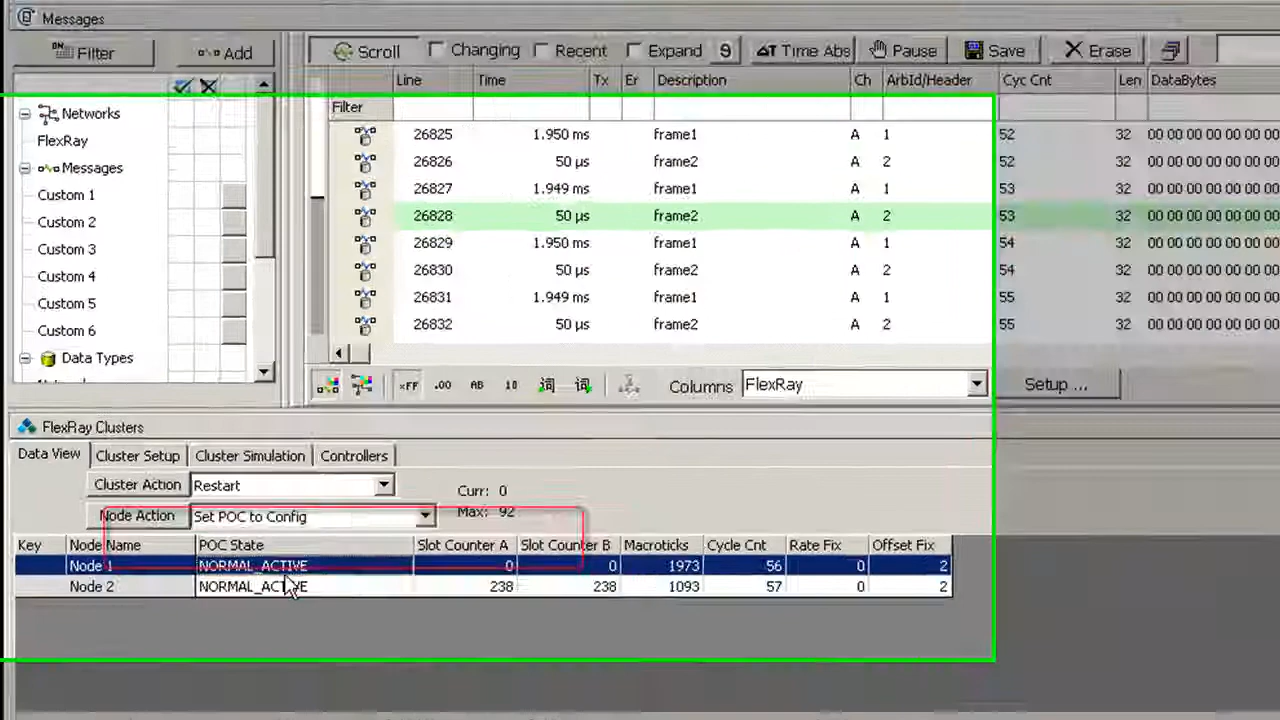 Messages
Filter Add Scroll Changing Recent Expand 9 ΔT Time Abs Pause Save Erase
Line Time Tx Er Description Ch ArbId/Header Cyc Cnt Len DataBytes
Filter
Networks
FlexRay
Messages
Custom 1
Custom 2
Custom 3
Custom 4
Custom 5
Custom 6
Data Types
26825 1.950 ms frame1 A 1 52 32 00 00 00 00 00 00
26826 50 µs frame2 A 2 52 32 00 00 00 00 00 00
26827 1.949 ms frame1 A 1 53 32 00 00 00 00 00 00
26828 50 µs frame2 A 2 53 32 00 00 00 00 00 00
26829 1.950 ms frame1 A 1 54 32 00 00 00 00 00 00
26830 50 µs frame2 A 2 54 32 00 00 00 00 00 00
26831 1.949 ms frame1 A 1 55 32 00 00 00 00 00 00
26832 50 µs frame2 A 2 55 32 00 00 00 00 00 00
×FF .00 AB 10 词 词 Columns FlexRay Setup ...
FlexRay Clusters
Data View Cluster Setup Cluster Simulation Controllers
Cluster Action Restart Curr: 0
Node Action Set POC to Config Max: 92
Key Node Name POC State Slot Counter A Slot Counter B Macroticks Cycle Cnt Rate Fix Offset Fix
Node 1 NORMAL_ACTIVE 0 0 1973 56 0 2
Node 2 NORMAL_ACTIVE 238 238 1093 57 0 2